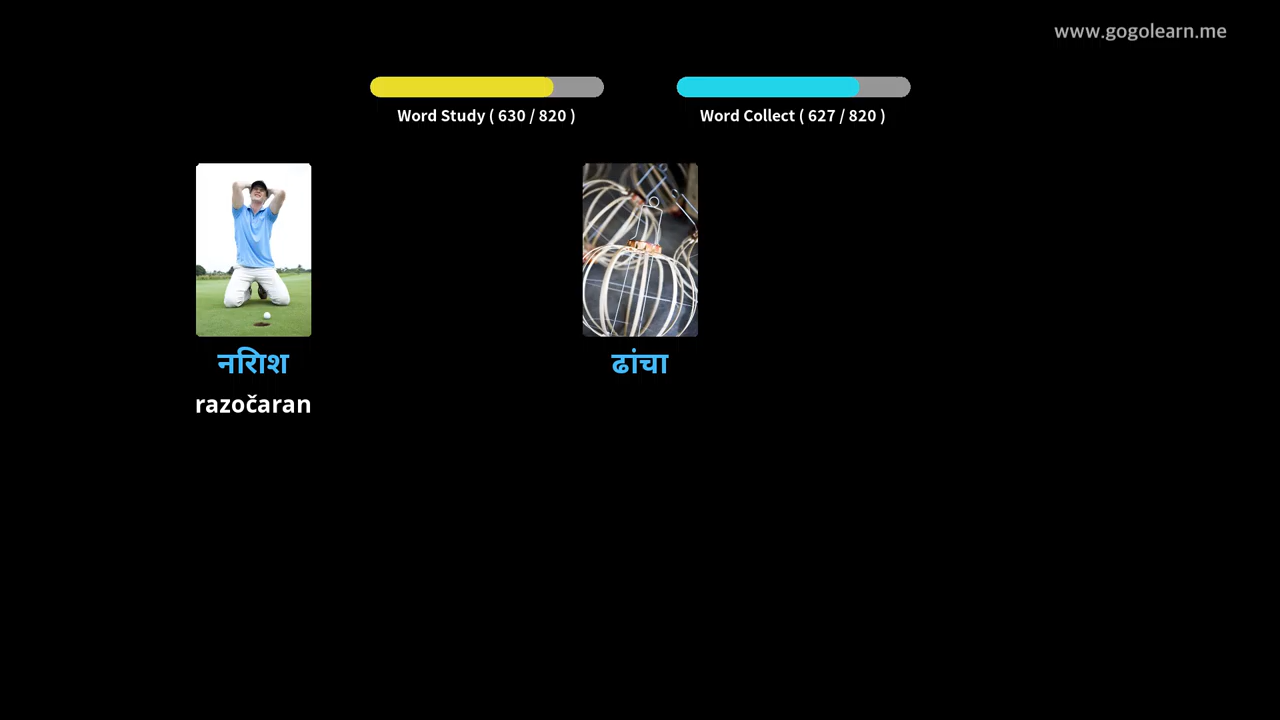 www.gogolearn.me
Word Study ( 630 / 820 )
Word Collect ( 627 / 820 )
निराश
ढांचा
razočaran